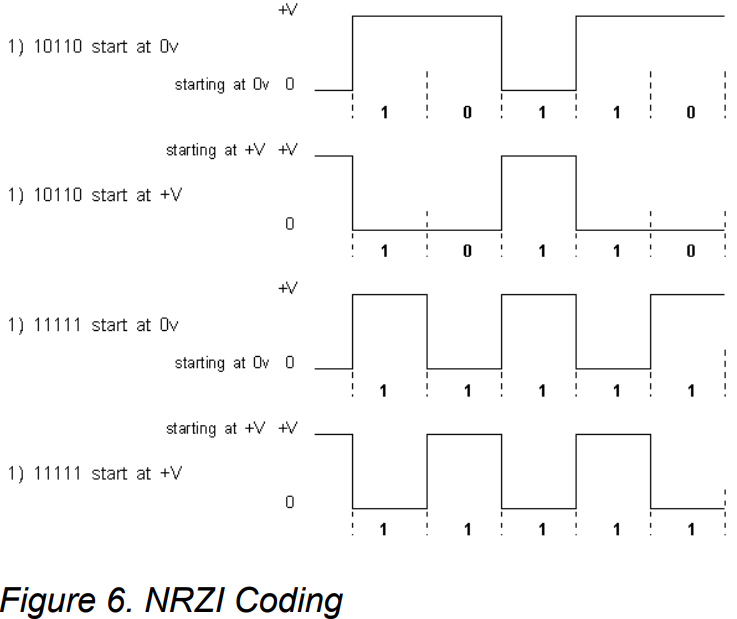 +V
1) 10110 start at 0v
starting at 0v 0
1 0 1 1 0
starting at +V +V
1) 10110 start at +V
0
1 0 1 1 0
+V
1) 11111 start at 0v
starting at 0v 0
1 1 1 1 1
starting at +V +V
1) 11111 start at +V
0
1 1 1 1 1
Figure 6. NRZI Coding